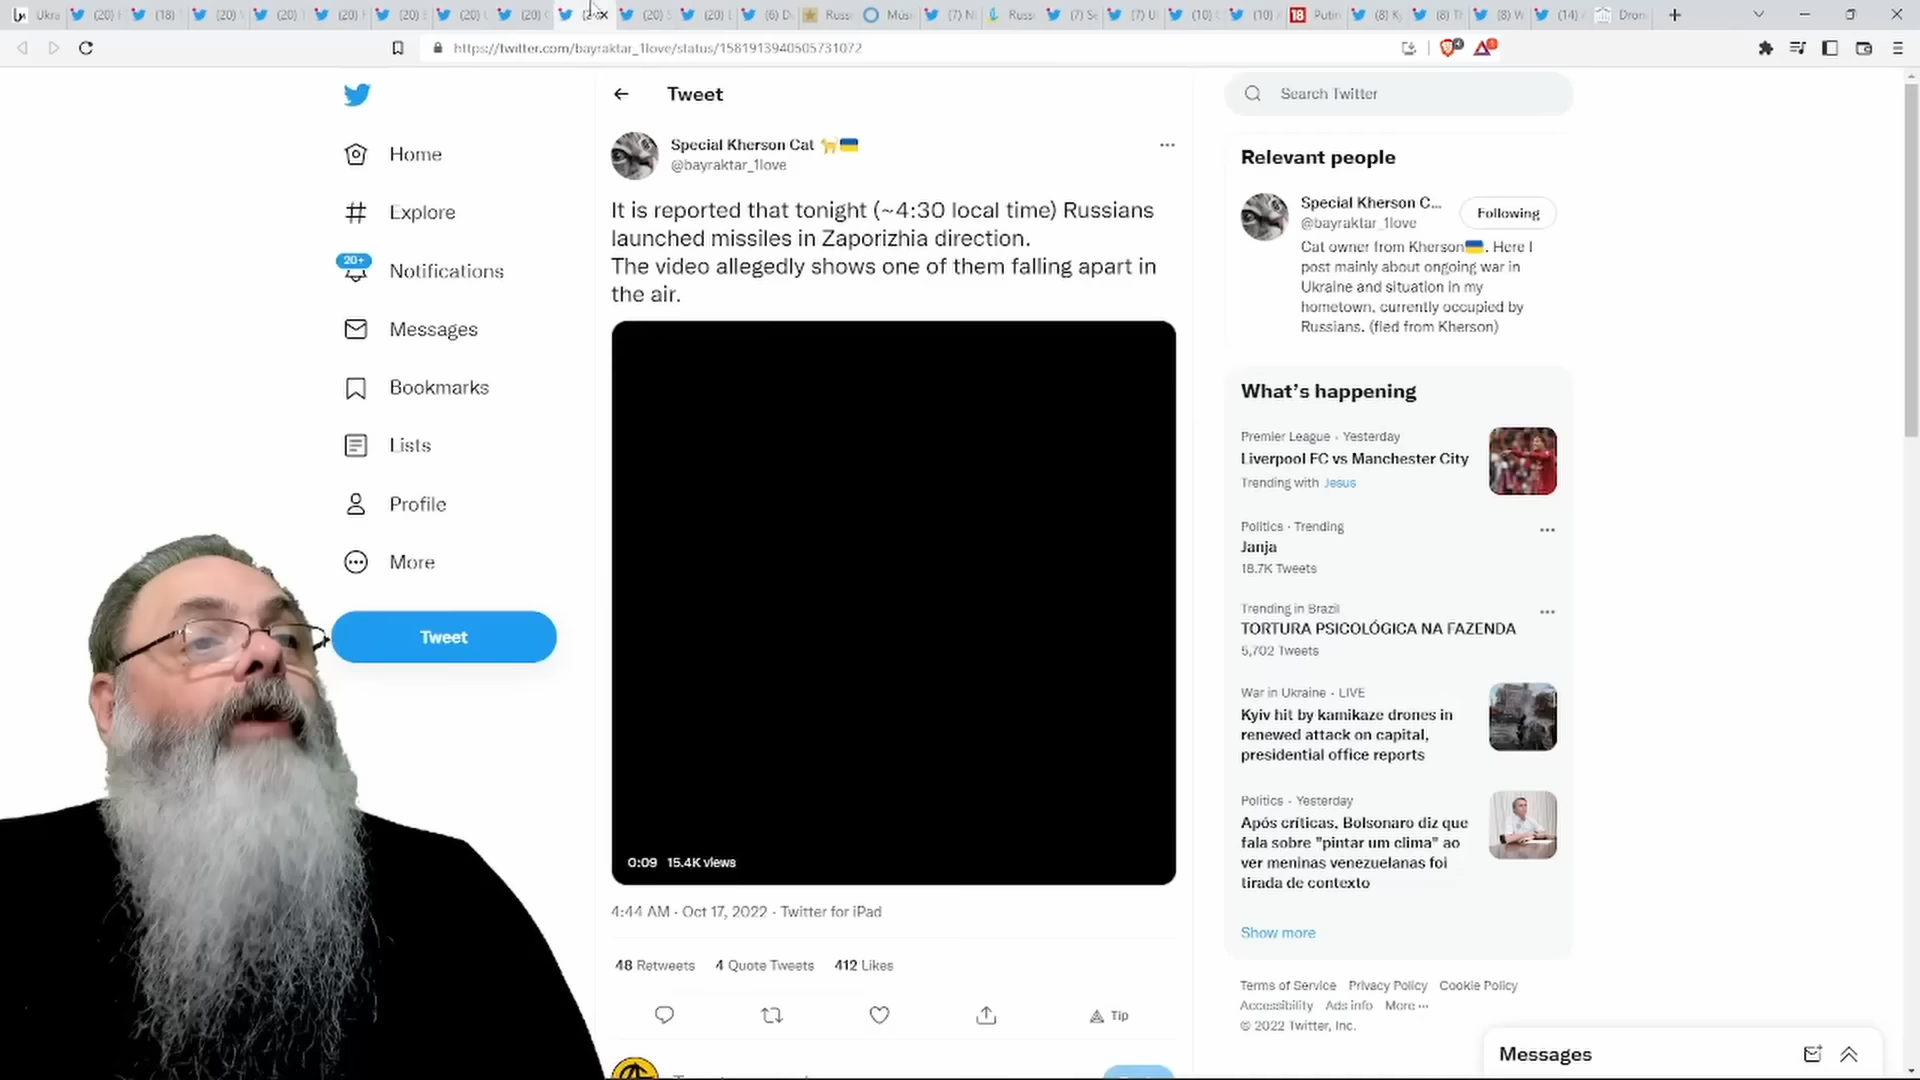 Ukra
(18)
https://twitter.com/bayraktar_1love/status/1581913940505731072
Tweet
Search Twitter
Special Kherson Cat
@bayraktar_1love
It is reported that tonight (~4:30 local time) Russians
launched missiles in Zaporizhia direction.
The video allegedly shows one of them falling apart in
the air.
0:09 15.4K views
4:44 AM · Oct 17, 2022 · Twitter for iPad
48 Retweets 4 Quote Tweets 412 Likes
Tip
Home
Explore
20+
Notifications
Messages
Bookmarks
Lists
Profile
More
Tweet
Relevant people
Special Kherson C...
@bayraktar_1love
Following
Cat owner from Kherson. Here I
post mainly about ongoing war in
Ukraine and situation in my
hometown, currently occupied by
Russians. (fled from Kherson)
What's happening
Premier League · Yesterday
Liverpool FC vs Manchester City
Trending with Jesus
Politics · Trending
Janja
18.7K Tweets
Trending in Brazil
TORTURA PSICOLÓGICA NA FAZENDA
5,702 Tweets
War in Ukraine · LIVE
Kyiv hit by kamikaze drones in
renewed attack on capital,
presidential office reports
Politics · Yesterday
Após críticas, Bolsonaro diz que
fala sobre "pintar um clima" ao
ver meninas venezuelanas foi
tirada de contexto
Show more
Terms of Service Privacy Policy Cookie Policy
Accessibility Ads info More ···
© 2022 Twitter, Inc.
Messages